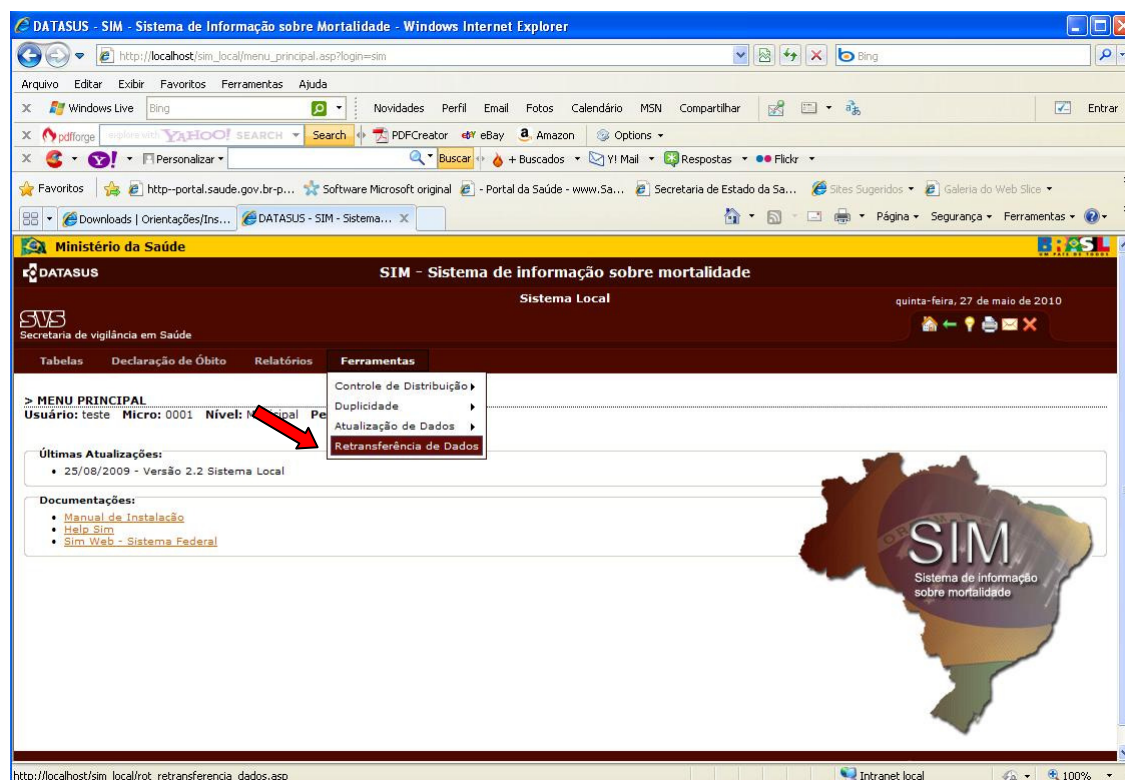 DATASUS - SIM - Sistema de Informação sobre Mortalidade - Windows Internet Explorer
http://localhost/sim_local/menu_principal.asp?login=sim
Bing
Arquivo Editar Exibir Favoritos Ferramentas Ajuda
X Windows Live Bing Novidades Perfil Email Fotos Calendário MSN Compartilhar Entrar
X pdfforge YAHOO! SEARCH Search PDFCreator eBay Amazon Options
X Personalizar Buscar + Buscados Y! Mail Respostas Flickr
Favoritos http--portal.saude.gov.br-p... Software Microsoft original - Portal da Saúde - www.Sa... Secretaria de Estado da Sa... Sites Sugeridos Galeria do Web Slice
Downloads | Orientações/Ins... DATASUS - SIM - Sistema... X Página Segurança Ferramentas
Ministério da Saúde
BRASIL
UM PAÍS DE TODOS
DATASUS
SIM - Sistema de informação sobre mortalidade
Sistema Local
quinta-feira, 27 de maio de 2010
SVS
Secretaria de vigilância em Saúde
Tabelas Declaração de Óbito Relatórios Ferramentas
Controle de Distribuição
Duplicidade
Atualização de Dados
Retransferência de Dados
> MENU PRINCIPAL
Usuário: teste Micro: 0001 Nível: Pe
Últimas Atualizações:
• 25/08/2009 - Versão 2.2 Sistema Local
Documentações:
• Manual de Instalação
• Help Sim
• Sim Web - Sistema Federal
SIM
Sistema de informação
sobre mortalidade
http://localhost/sim_local/rot_retransferencia_dados.asp
Intranet local
100%